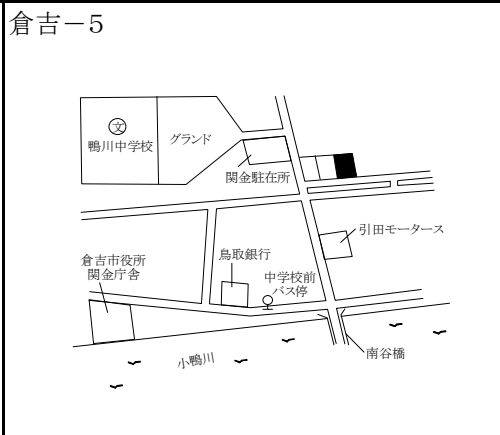 倉吉－5
文
鴨川中学校
グランド
関金駐在所
引田モータース
倉吉市役所
関金庁舎
鳥取銀行
中学校前
バス停
小鴨川
南谷橋